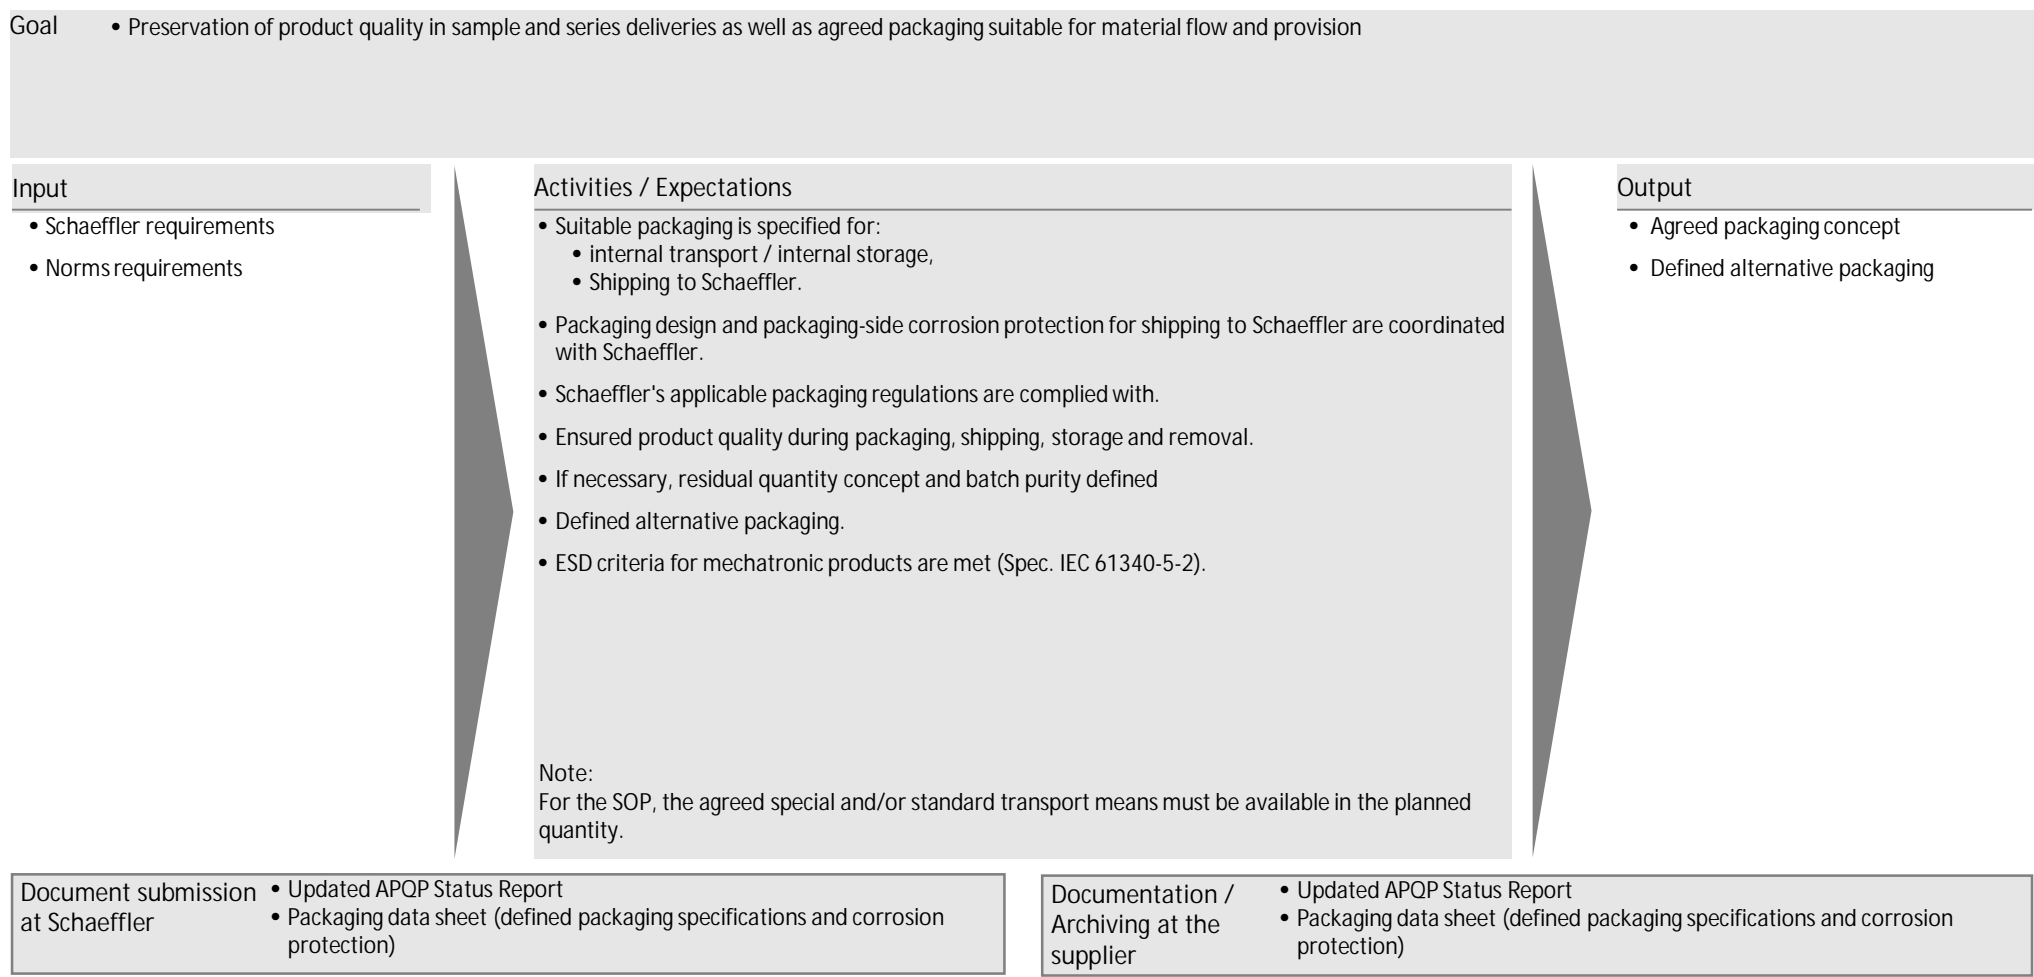 Goal
• Preservation of product quality in sample and series deliveries as well as agreed packaging suitable for material flow and provision
Input
• Schaeffler requirements
• Norms requirements
Activities / Expectations
• Suitable packaging is specified for:
• internal transport / internal storage,
• Shipping to Schaeffler.
• Packaging design and packaging-side corrosion protection for shipping to Schaeffler are coordinated
with Schaeffler.
• Schaeffler's applicable packaging regulations are complied with.
• Ensured product quality during packaging, shipping, storage and removal.
• If necessary, residual quantity concept and batch purity defined
• Defined alternative packaging.
• ESD criteria for mechatronic products are met (Spec. IEC 61340-5-2).
Note:
For the SOP, the agreed special and/or standard transport means must be available in the planned
quantity.
Output
• Agreed packaging concept
• Defined alternative packaging
Document submission
at Schaeffler
• Updated APQP Status Report
• Packaging data sheet (defined packaging specifications and corrosion
protection)
Documentation /
Archiving at the
supplier
• Updated APQP Status Report
• Packaging data sheet (defined packaging specifications and corrosion
protection)